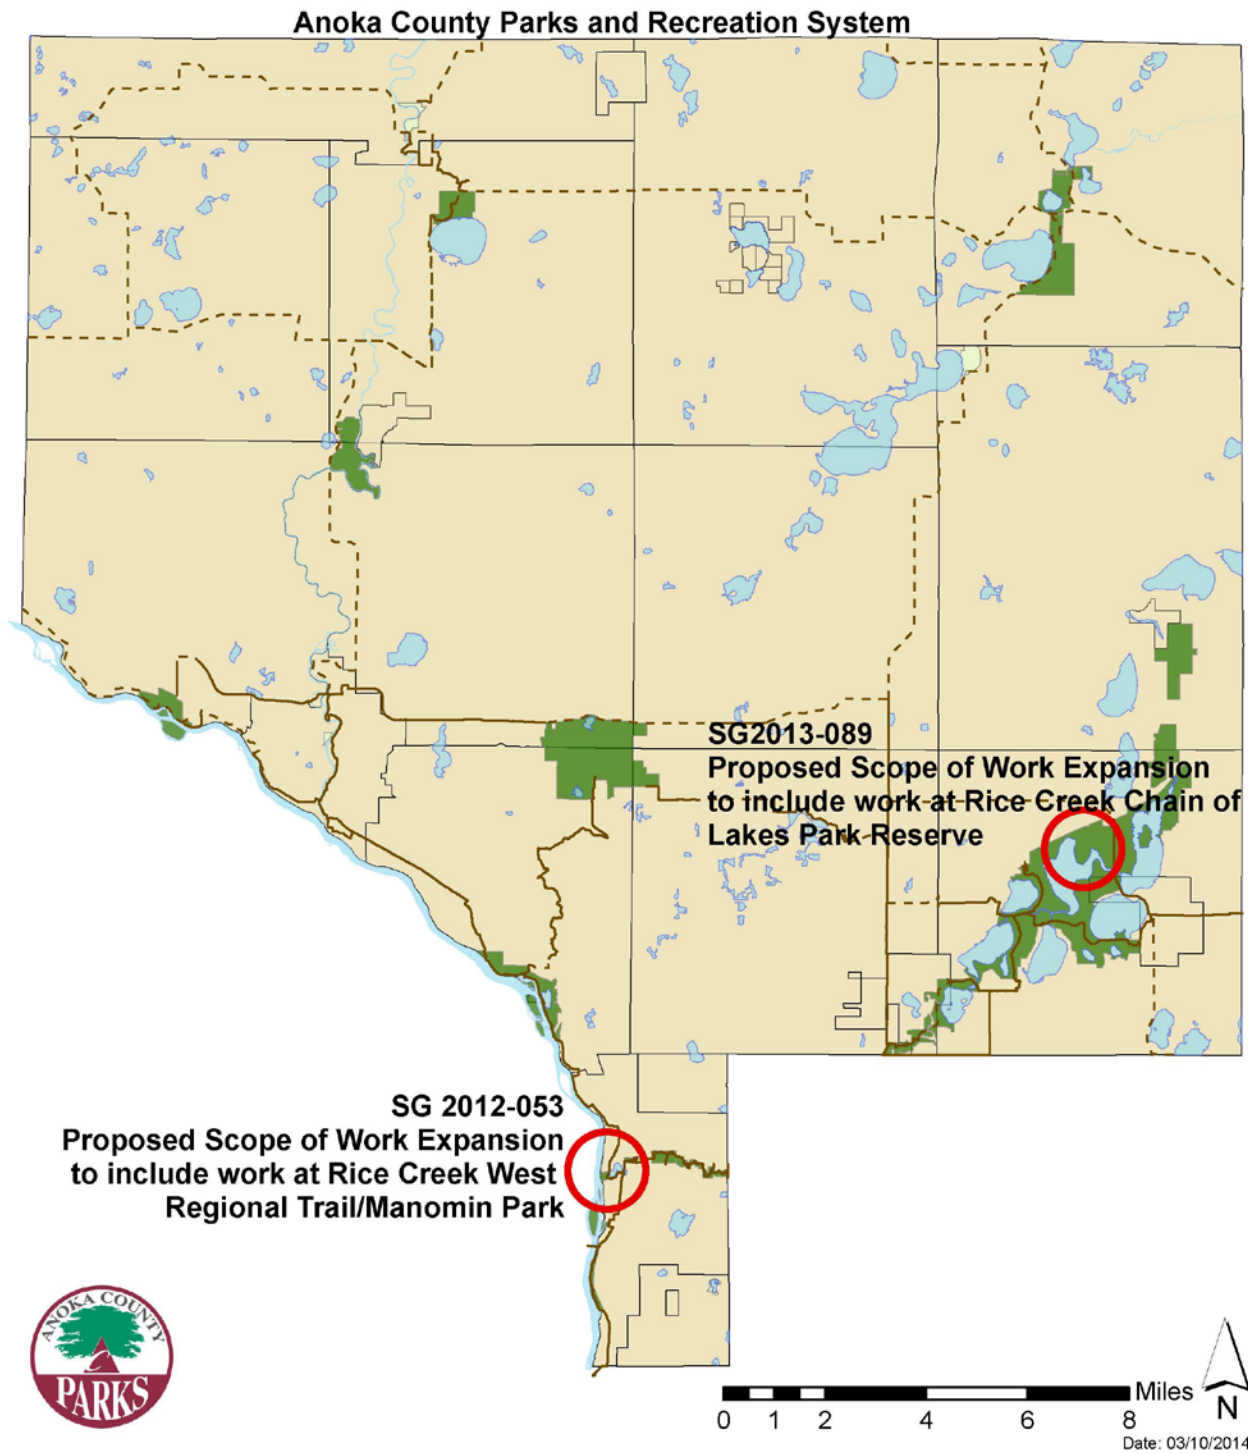 Anoka County Parks and Recreation System
SG2013-089
Proposed Scope of Work Expansion
to include work at Rice Creek Chain of
Lakes Park Reserve
SG 2012-053
Proposed Scope of Work Expansion
to include work at Rice Creek West
Regional Trail/Manomin Park
ANOKA COUNTY
PARKS
Miles
0 1 2 4 6 8
N
Date: 03/10/2014